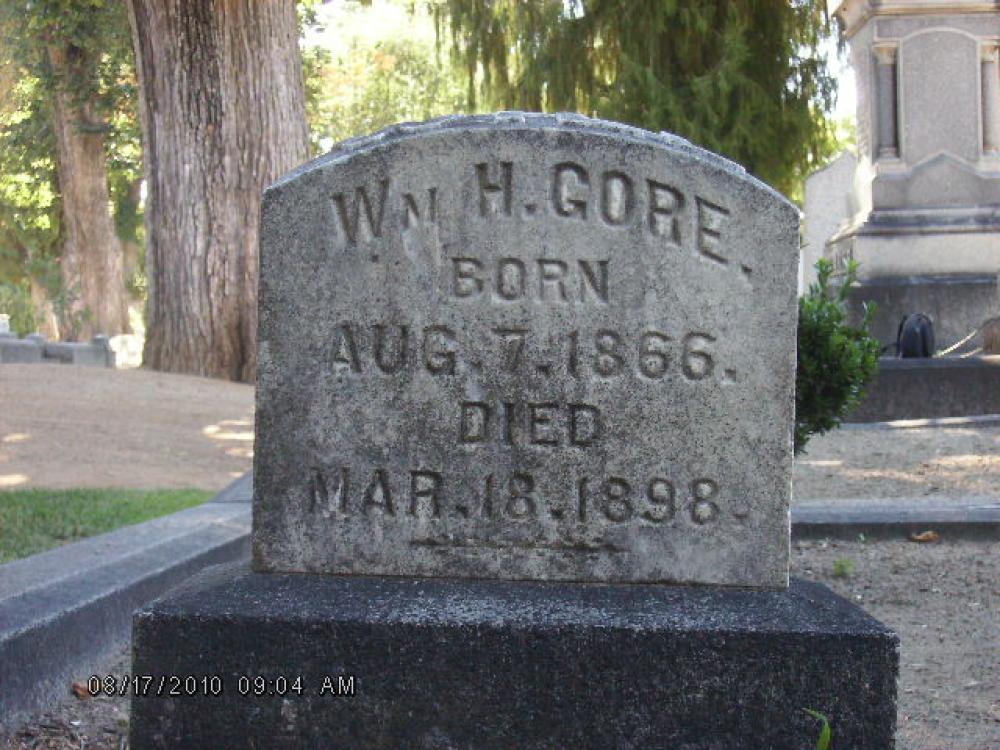 Wm H. GORE.
BORN
AUG. 7. 1866.
DIED
MAR. 18. 1898.
08/17/2010 09:04 AM